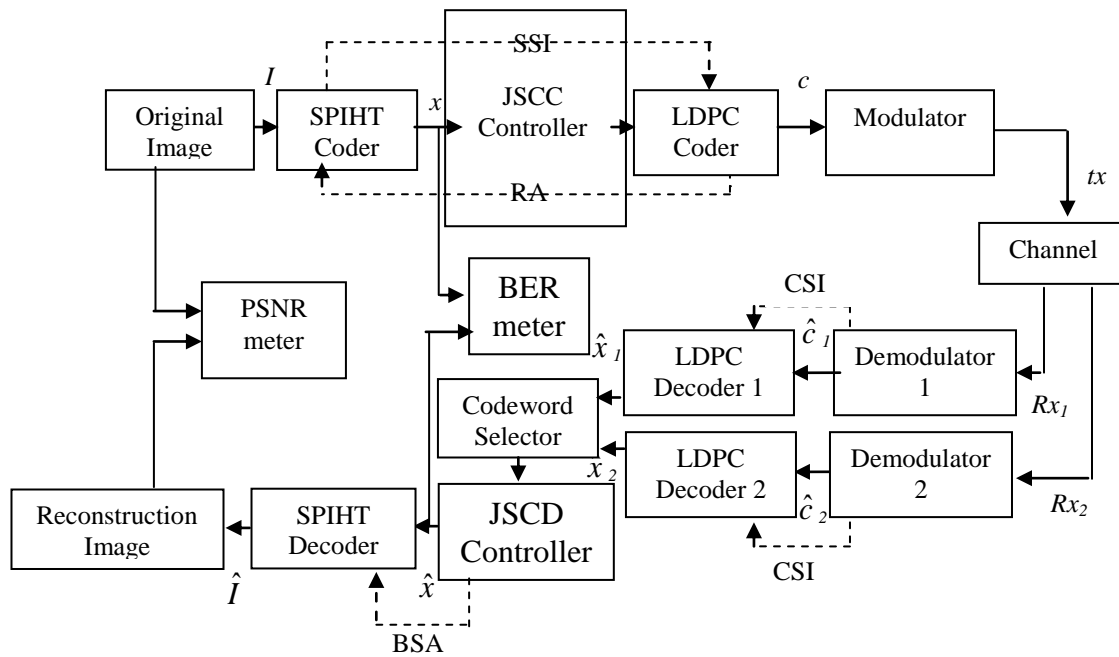 SSI
I
x
c
Original
Image
SPIHT
Coder
JSCC
Controller
LDPC
Coder
Modulator
RA
tx
Channel
PSNR
meter
BER
meter
CSI
x̂ 1
ĉ 1
LDPC
Decoder 1
Demodulator
1
Rx1
Codeword
Selector
x 2
LDPC
Decoder 2
ĉ 2
Demodulator
2
Rx2
CSI
Reconstruction
Image
SPIHT
Decoder
JSCD
Controller
Î
x̂
BSA